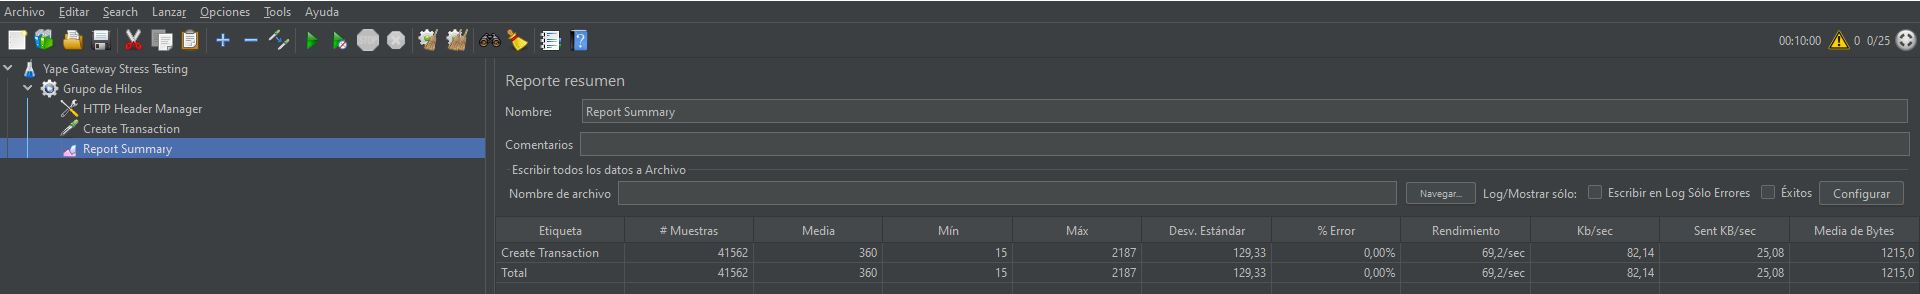 Archivo Editar Search Lanzar Opciones Tools Ayuda
STOP
00:10:00 0 0/25
Yape Gateway Stress Testing
Grupo de Hilos
HTTP Header Manager
Create Transaction
Report Summary
Reporte resumen
Nombre: Report Summary
Comentarios
Escribir todos los datos a Archivo
Nombre de archivo Navegar... Log/Mostrar sólo: Escribir en Log Sólo Errores Éxitos Configurar
Etiqueta # Muestras Media Mín Máx Desv. Estándar % Error Rendimiento Kb/sec Sent KB/sec Media de Bytes
Create Transaction 41562 360 15 2187 129,33 0,00% 69,2/sec 82,14 25,08 1215,0
Total 41562 360 15 2187 129,33 0,00% 69,2/sec 82,14 25,08 1215,0